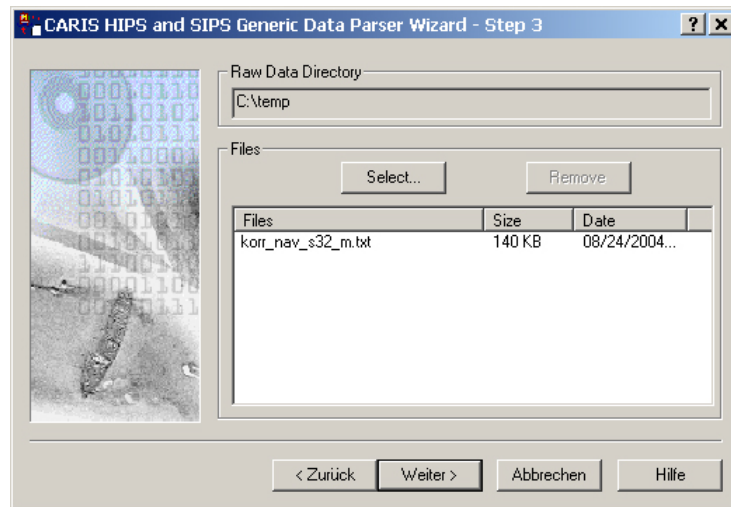 CARIS HIPS and SIPS Generic Data Parser Wizard - Step 3
Raw Data Directory
C:\temp
Files
Select... Remove
Files Size Date
korr_nav_s32_m.txt 140 KB 08/24/2004...
< Zurück Weiter > Abbrechen Hilfe